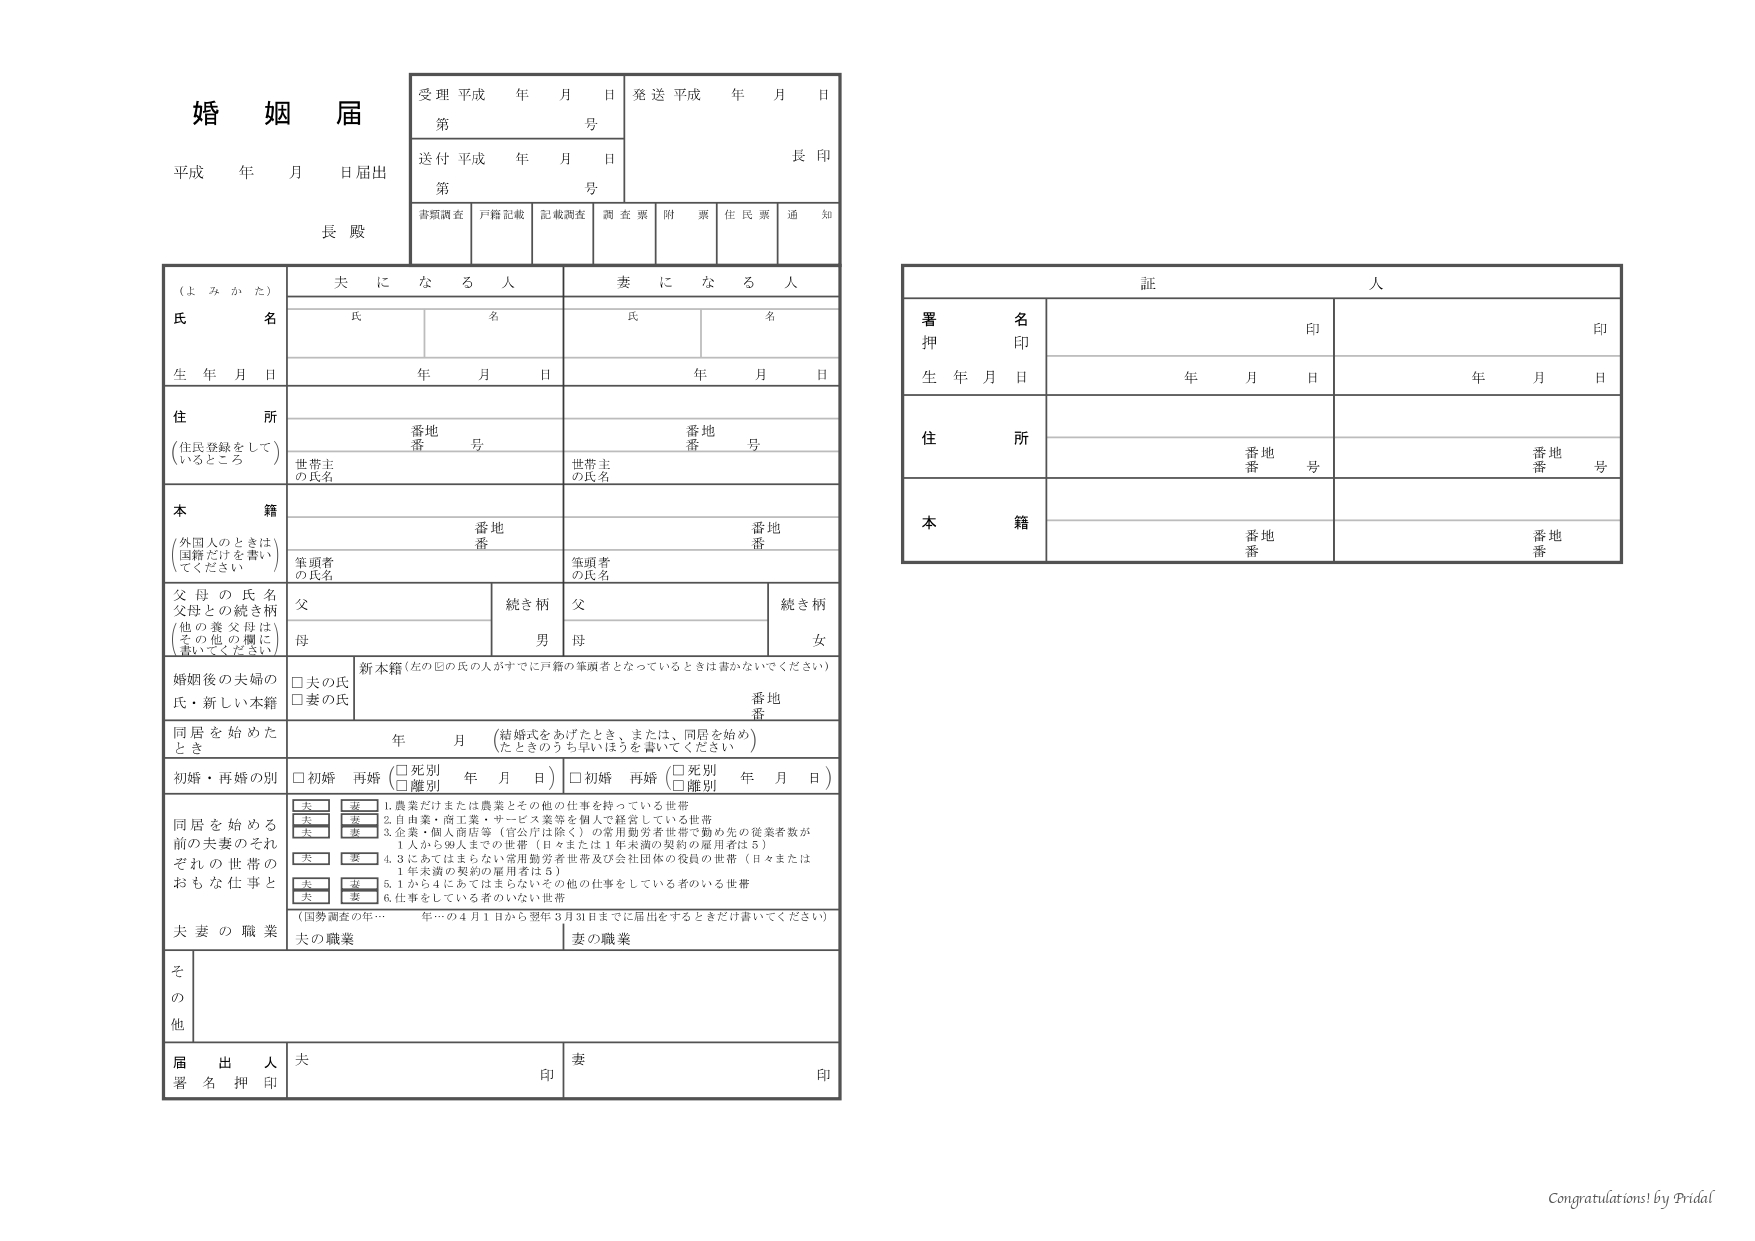 婚姻届
平成 年 月 日届出
長殿
受理 平成 年 月 日
第 号
発送 平成 年 月 日
送付 平成 年 月 日
第 号
長印
書類調査 戸籍記載 記載調査 調査票 附票 住民票 通知
(よみかた) 夫になる人 妻になる人
氏名 氏 名 氏 名
生年月日 年 月 日 年 月 日
住所
(住民登録をしているところ)
番地 番地
番 号 番 号
世帯主の氏名 世帯主の氏名
本籍
(外国人のときは国籍だけを書いてください)
番地 番地
番 番
筆頭者の氏名 筆頭者の氏名
父母の氏名
父母との続き柄
(他の養父母はその他の欄に書いてください)
父 続き柄 父 続き柄
母 男 母 女
婚姻後の夫婦の氏・新しい本籍
□夫の氏
□妻の氏
新本籍(左の☑の氏の人がすでに戸籍の筆頭者となっているときは書かないでください)
番地
番
同居を始めたとき
年 月 (結婚式をあげたとき、または、同居を始めたときのうち早いほうを書いてください)
初婚・再婚の別 □初婚 再婚(□死別 □離別 年 月 日) □初婚 再婚(□死別 □離別 年 月 日)
同居を始める前の夫妻のそれぞれの世帯のおもな仕事と
夫 妻 1.農業だけまたは農業とその他の仕事を持っている世帯
夫 妻 2.自由業・商工業・サービス業等を個人で経営している世帯
夫 妻 3.企業・個人商店等(官公庁は除く)の常用勤労者世帯で勤め先の従業者数が
1人から99人までの世帯(日々または1年未満の契約の雇用者は5)
夫 妻 4.3にあてはまらない常用勤労者世帯及び会社団体の役員の世帯(日々または
1年未満の契約の雇用者は5)
夫 妻 5.1から4にあてはまらないその他の仕事をしている者のいる世帯
夫 妻 6.仕事をしている者のいない世帯
夫妻の職業
(国勢調査の年… 年…の4月1日から翌年3月31日までに届出をするときだけ書いてください)
夫の職業 妻の職業
その他
届出人
署名押印
夫 印 妻 印
証人
署名
押印
印 印
生年月日 年 月 日 年 月 日
住所
番地 番地
番 号 番 号
本籍
番地 番地
番 番
Congratulations! by Pridal